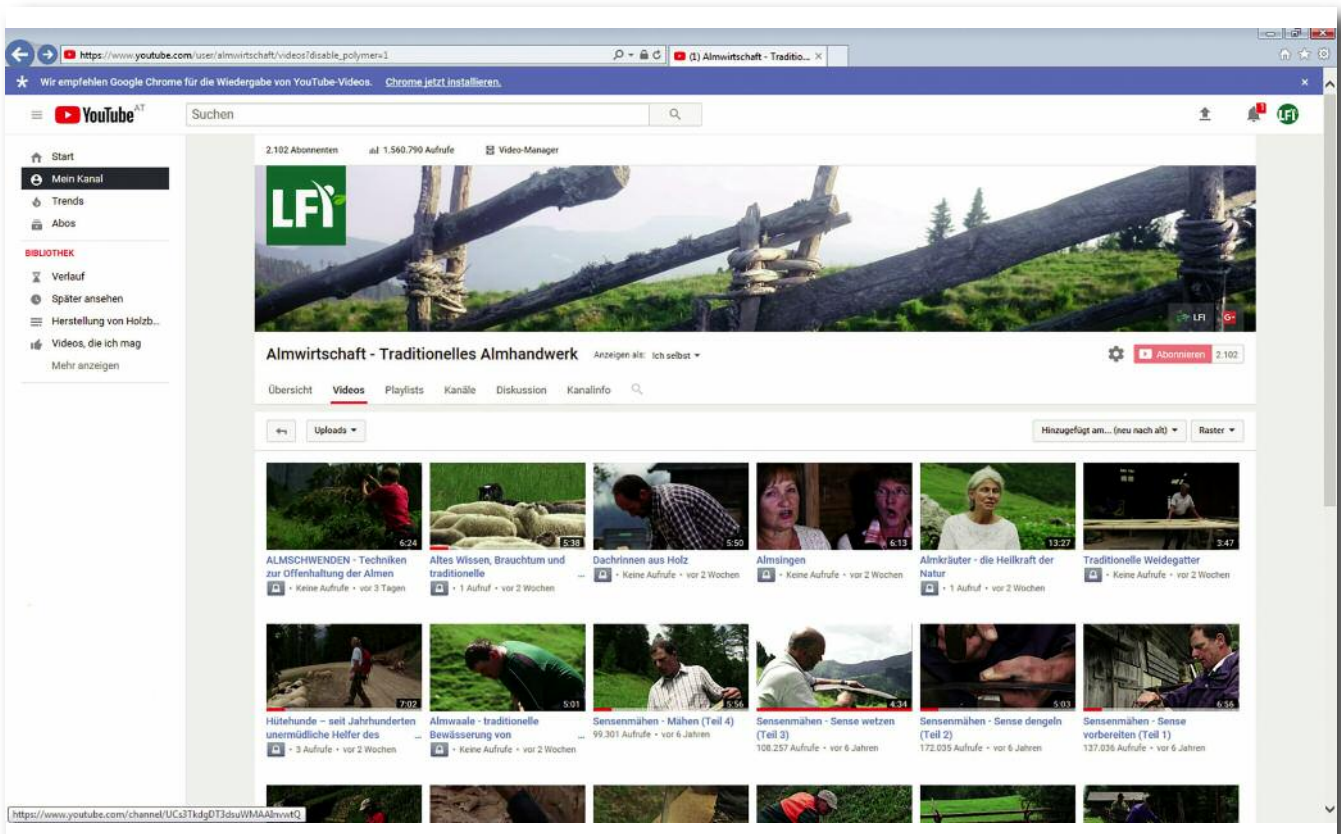 https://www.youtube.com/user/almwirtschaft/videos?disable_polymer=1
(1) Almwirtschaft - Traditio...
Wir empfehlen Google Chrome für die Wiedergabe von YouTube-Videos. Chrome jetzt installieren.
YouTube AT
Suchen
1
LFI
Start
Mein Kanal
Trends
Abos
BIBLIOTHEK
Verlauf
Später ansehen
Herstellung von Holzb...
Videos, die ich mag
Mehr anzeigen
2.102 Abonnenten 1.560.790 Aufrufe Video-Manager
LFI
LFI G+
Almwirtschaft - Traditionelles Almhandwerk Anzeigen als: Ich selbst
Abonnieren 2.102
Übersicht Videos Playlists Kanäle Diskussion Kanalinfo
Uploads Hinzugefügt am... (neu nach alt) Raster
6:24
ALMSCHWENDEN - Techniken
zur Offenhaltung der Almen
• Keine Aufrufe • vor 3 Tagen
5:38
Altes Wissen, Brauchtum und
traditionelle ...
• 1 Aufruf • vor 2 Wochen
5:50
Dachrinnen aus Holz
• Keine Aufrufe • vor 2 Wochen
6:13
Almsingen
• Keine Aufrufe • vor 2 Wochen
13:27
Almkräuter - die Heilkraft der
Natur
• 1 Aufruf • vor 2 Wochen
3:47
Traditionelle Weidegatter
• Keine Aufrufe • vor 2 Wochen
7:02
Hütehunde – seit Jahrhunderten
unermüdliche Helfer des ...
• 3 Aufrufe • vor 2 Wochen
5:01
Almwaale - traditionelle
Bewässerung von ...
• Keine Aufrufe • vor 2 Wochen
5:56
Sensenmähen - Mähen (Teil 4)
99.301 Aufrufe • vor 6 Jahren
4:34
Sensenmähen - Sense wetzen
(Teil 3)
108.257 Aufrufe • vor 6 Jahren
5:03
Sensenmähen - Sense dengeln
(Teil 2)
172.035 Aufrufe • vor 6 Jahren
6:56
Sensenmähen - Sense
vorbereiten (Teil 1)
137.036 Aufrufe • vor 6 Jahren